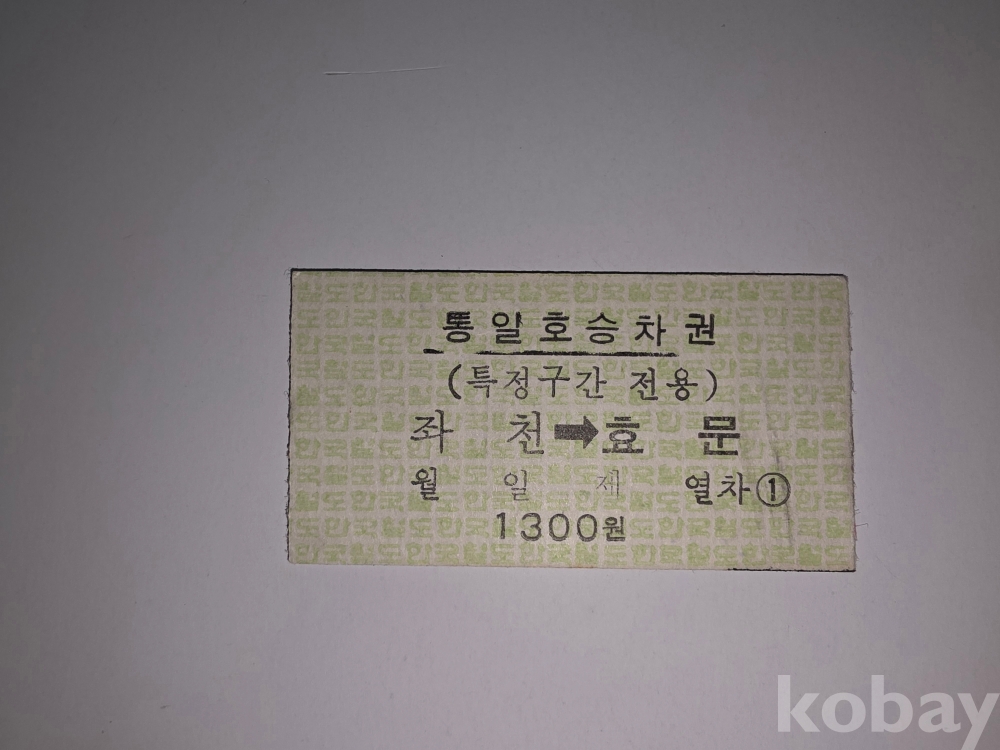 통일호승차권
(특정구간 전용)
좌 천➡효 문
월 일 제 열차①
1300원
kobay